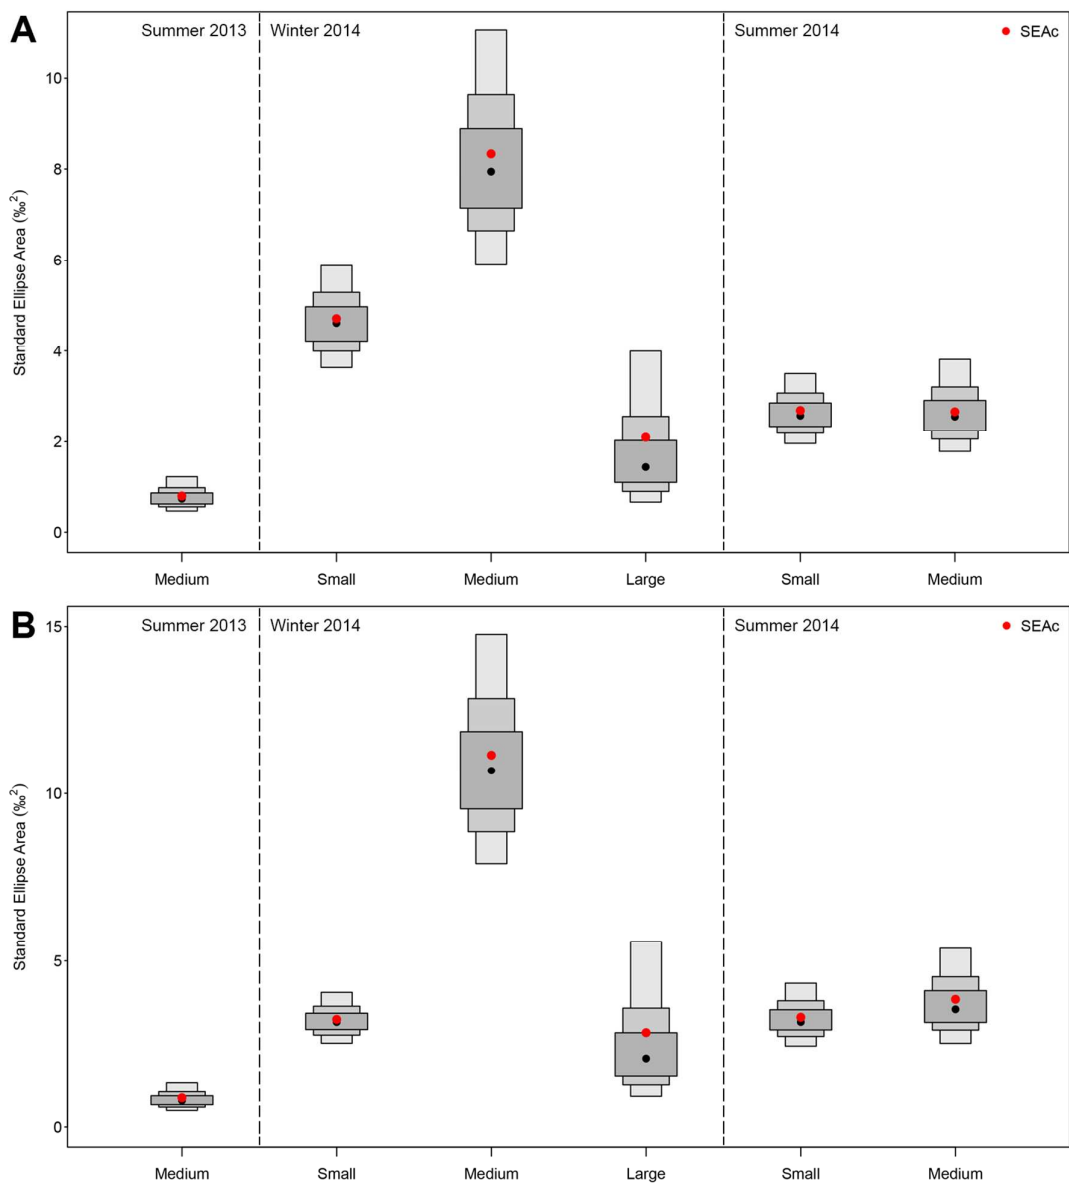 A
Summer 2013 Winter 2014 Summer 2014 SEAc
10
8
6
4
2
0
Standard Ellipse Area (‰²)
Medium Small Medium Large Small Medium
B
Summer 2013 Winter 2014 Summer 2014 SEAc
15
10
5
0
Standard Ellipse Area (‰²)
Medium Small Medium Large Small Medium